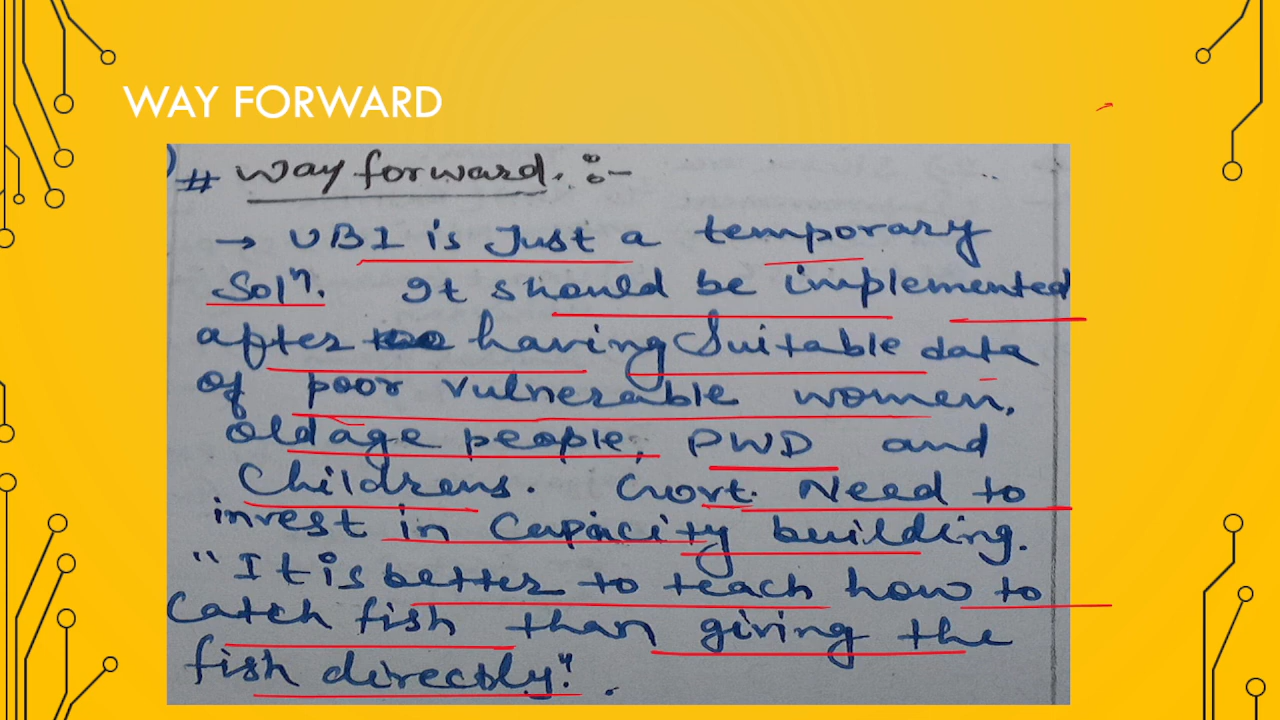 WAY FORWARD
# Way forward. :-
→ UBI is Just a temporary
Solⁿ. It should be implemented
after having Suitable data
of poor vulnerable women,
old age people, PWD and
Childrens. Govt. Need to
invest in Capacity building.
"It is better to teach how to
Catch fish than giving the
fish directly".